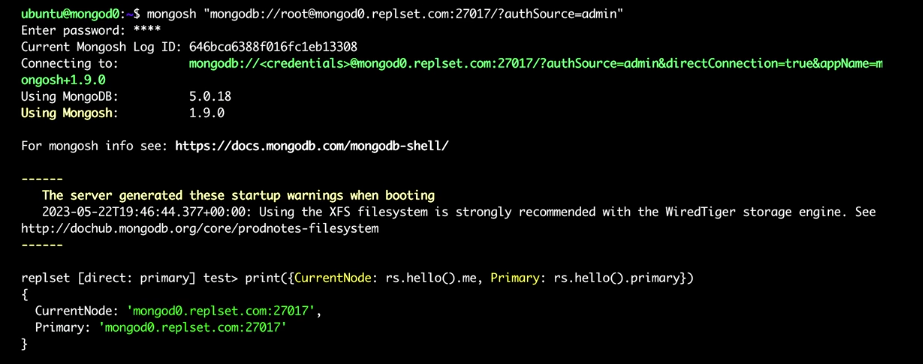 ubuntu@mongod0:~$ mongosh "mongodb://root@mongod0.replset.com:27017/?authSource=admin"
Enter password: ****
Current Mongosh Log ID: 646bca6388f016fc1eb13308
Connecting to: mongodb://<credentials>@mongod0.replset.com:27017/?authSource=admin&directConnection=true&appName=m
ongosh+1.9.0
Using MongoDB: 5.0.18
Using Mongosh: 1.9.0
For mongosh info see: https://docs.mongodb.com/mongodb-shell/
------
The server generated these startup warnings when booting
2023-05-22T19:46:44.377+00:00: Using the XFS filesystem is strongly recommended with the WiredTiger storage engine. See
http://dochub.mongodb.org/core/prodnotes-filesystem
------
replset [direct: primary] test> print({CurrentNode: rs.hello().me, Primary: rs.hello().primary})
{
CurrentNode: 'mongod0.replset.com:27017',
Primary: 'mongod0.replset.com:27017'
}